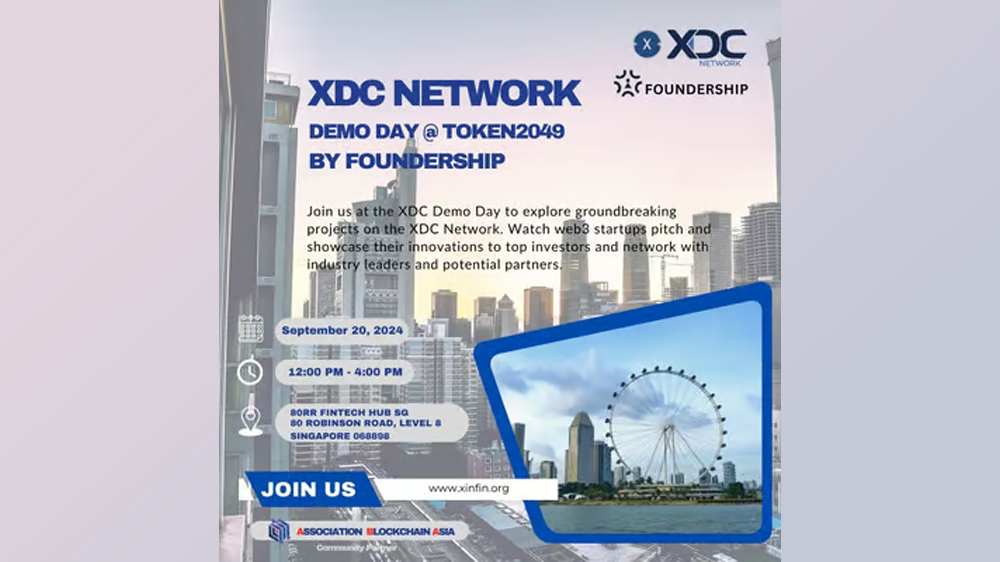 X XDC
NETWORK
FOUNDERSHIP
XDC NETWORK
DEMO DAY @ TOKEN2049
BY FOUNDERSHIP
Join us at the XDC Demo Day to explore groundbreaking
projects on the XDC Network. Watch web3 startups pitch and
showcase their innovations to top investors and network with
industry leaders and potential partners.
September 20, 2024
12:00 PM - 4:00 PM
80RR FINTECH HUB SG
80 ROBINSON ROAD, LEVEL 8
SINGAPORE 068898
JOIN US
www.xinfin.org
ASSOCIATION BLOCKCHAIN ASIA
Community Partner